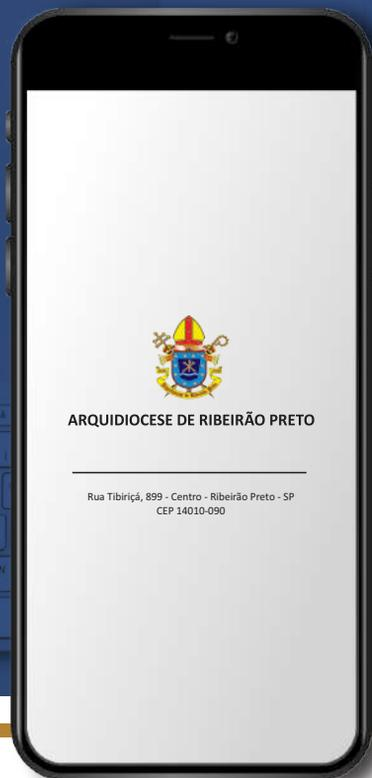 ARQUIDIOCESE DE RIBEIRÃO PRETO
Rua Tibiriçá, 899 - Centro - Ribeirão Preto - SP
CEP 14010-090